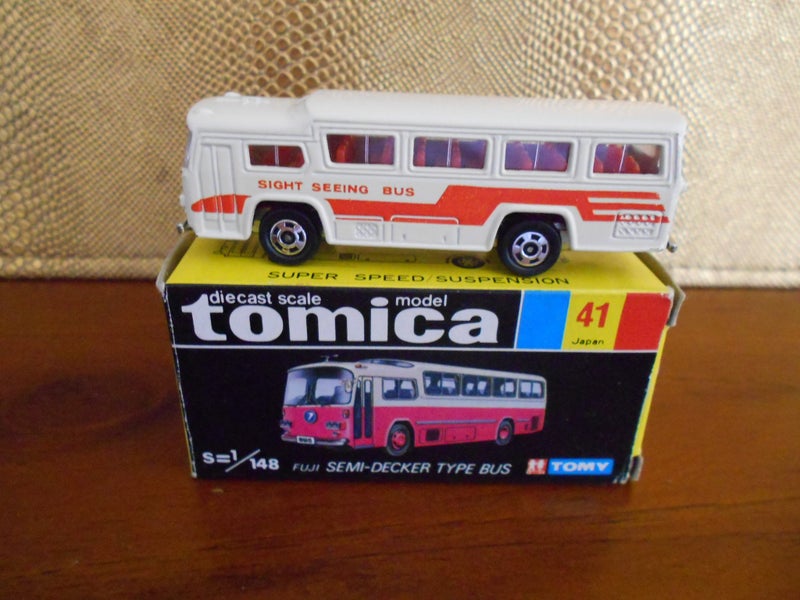 SIGHT SEEING BUS
SUPER SPEED/SUSPENSION
diecast scale model
tomica
41
Japan
S=1/148
FUJI SEMI-DECKER TYPE BUS
TOMY